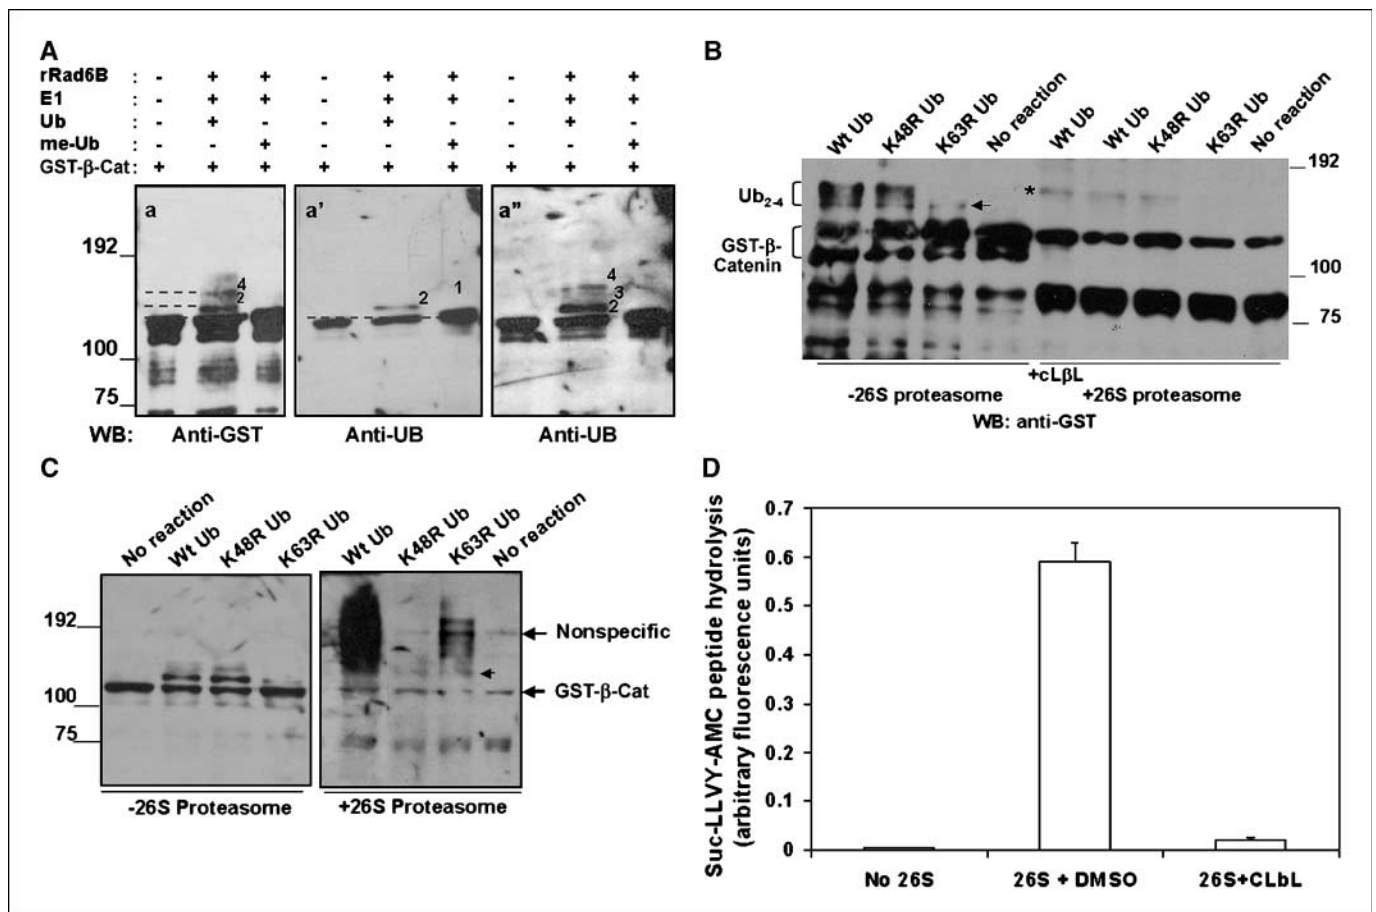 A
rRad6B : - + + - + + - + +
E1 : - + + - + + - + +
Ub : - + - - + - - + -
me-Ub : - - + - - + - - +
GST-β-Cat : + + + + + + + + +
a
a'
a"
192
100
75
4
2
2
1
4
3
2
WB: Anti-GST Anti-UB Anti-UB
B
Wt Ub
K48R Ub
K63R Ub
No reaction
Wt Ub
Wt Ub
K48R Ub
K63R Ub
No reaction
Ub2-4
GST-β-
Catenin
*
192
100
75
+cLβL
-26S proteasome +26S proteasome
WB: anti-GST
C
No reaction
Wt Ub
K48R Ub
K63R Ub
Wt Ub
K48R Ub
K63R Ub
No reaction
192
100
75
Nonspecific
GST-β-Cat
-26S Proteasome +26S Proteasome
D
Suc-LLVY-AMC peptide hydrolysis
(arbitrary fluorescence units)
0.7
0.6
0.5
0.4
0.3
0.2
0.1
0
No 26S 26S + DMSO 26S+CLbL